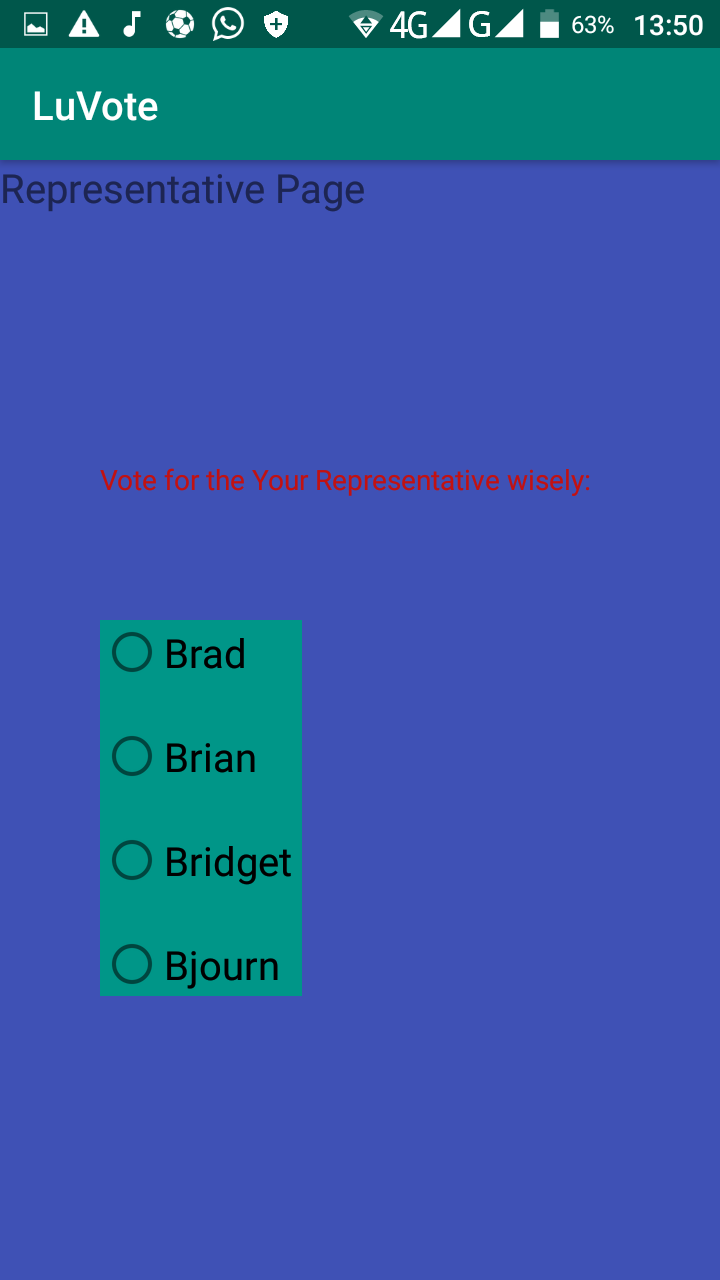 4G G 63% 13:50
LuVote
Representative Page
Vote for the Your Representative wisely:
Brad
Brian
Bridget
Bjourn